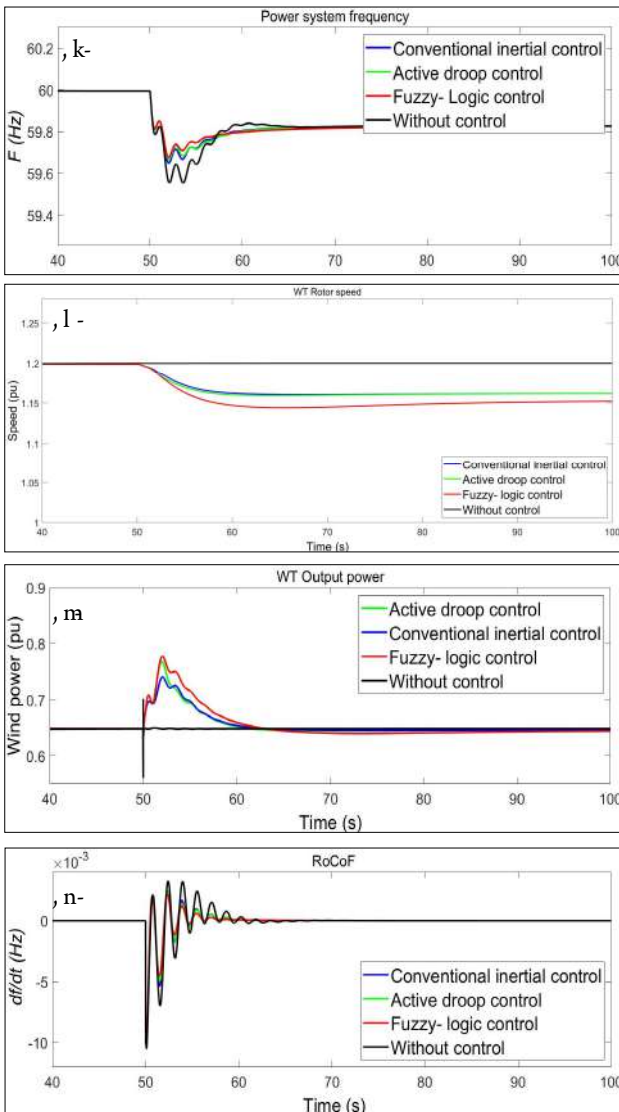 Power system frequency
60.2
, k-
Conventional inertial control
Active droop control
Fuzzy- Logic control
Without control
60
59.8
59.6
59.4
F (Hz)
40 50 60 70 80 90 100
WT Rotor speed
1.25
, l -
1.2
1.15
1.1
1.05
1
Speed (pu)
Conventional inertial control
Active droop control
Fuzzy- logic control
Without control
40 50 60 70 80 90 100
Time (s)
WT Output power
0.9
, m-
Active droop control
Conventional inertial control
Fuzzy- logic control
Without control
0.8
0.7
0.6
Wind power (pu)
40 50 60 70 80 90 100
Time (s)
RoCoF
×10-3
, n-
0
-5
-10
df/dt (Hz)
Conventional inertial control
Active droop control
Fuzzy- logic control
Without control
40 50 60 70 80 90 100
Time (s)